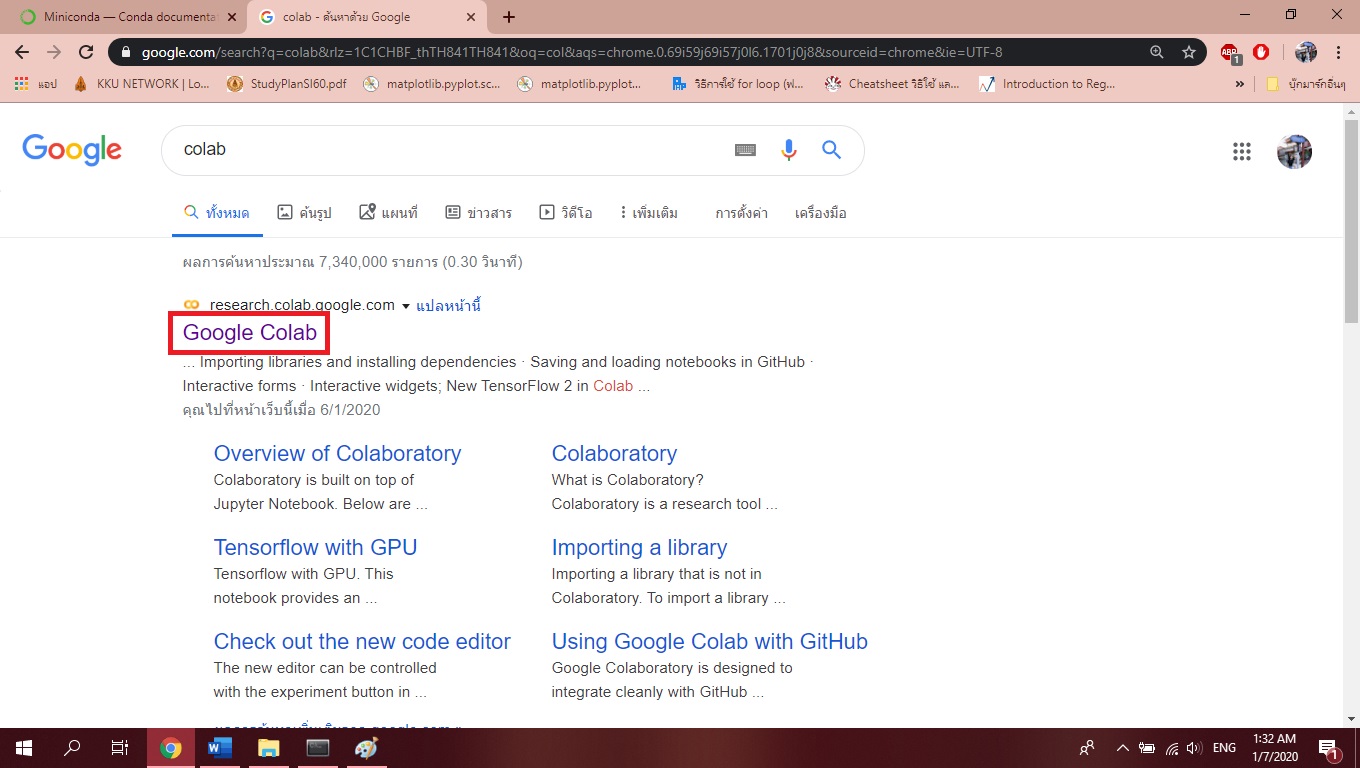 Miniconda — Conda documentat
colab - ค้นหาด้วย Google
google.com/search?q=colab&rlz=1C1CHBF_thTH841TH841&oq=col&aqs=chrome.0.69i59j69i57j0l6.1701j0j8&sourceid=chrome&ie=UTF-8
ABP
1
แอป
KKU NETWORK | Lo...
StudyPlanSI60.pdf
matplotlib.pyplot.sc...
matplotlib.pyplot...
วิธีการใช้ for loop (ฟ...
Cheatsheet วิธีใช้ แล...
Introduction to Reg...
»
บุ๊กมาร์กอื่นๆ
Google
colab
ทั้งหมด
ค้นรูป
แผนที่
ข่าวสาร
วิดีโอ
เพิ่มเติม
การตั้งค่า
เครื่องมือ
ผลการค้นหาประมาณ 7,340,000 รายการ (0.30 วินาที)
research.colab.google.com ▾ แปลหน้านี้
Google Colab
... Importing libraries and installing dependencies · Saving and loading notebooks in GitHub ·
Interactive forms · Interactive widgets; New TensorFlow 2 in Colab ...
คุณไปที่หน้าเว็บนี้เมื่อ 6/1/2020
Overview of Colaboratory
Colaboratory is built on top of
Jupyter Notebook. Below are ...
Colaboratory
What is Colaboratory?
Colaboratory is a research tool ...
Tensorflow with GPU
Tensorflow with GPU. This
notebook provides an ...
Importing a library
Importing a library that is not in
Colaboratory. To import a library ...
Check out the new code editor
The new editor can be controlled
with the experiment button in ...
Using Google Colab with GitHub
Google Colaboratory is designed to
integrate cleanly with GitHub ...
ENG
1:32 AM
1/7/2020
1